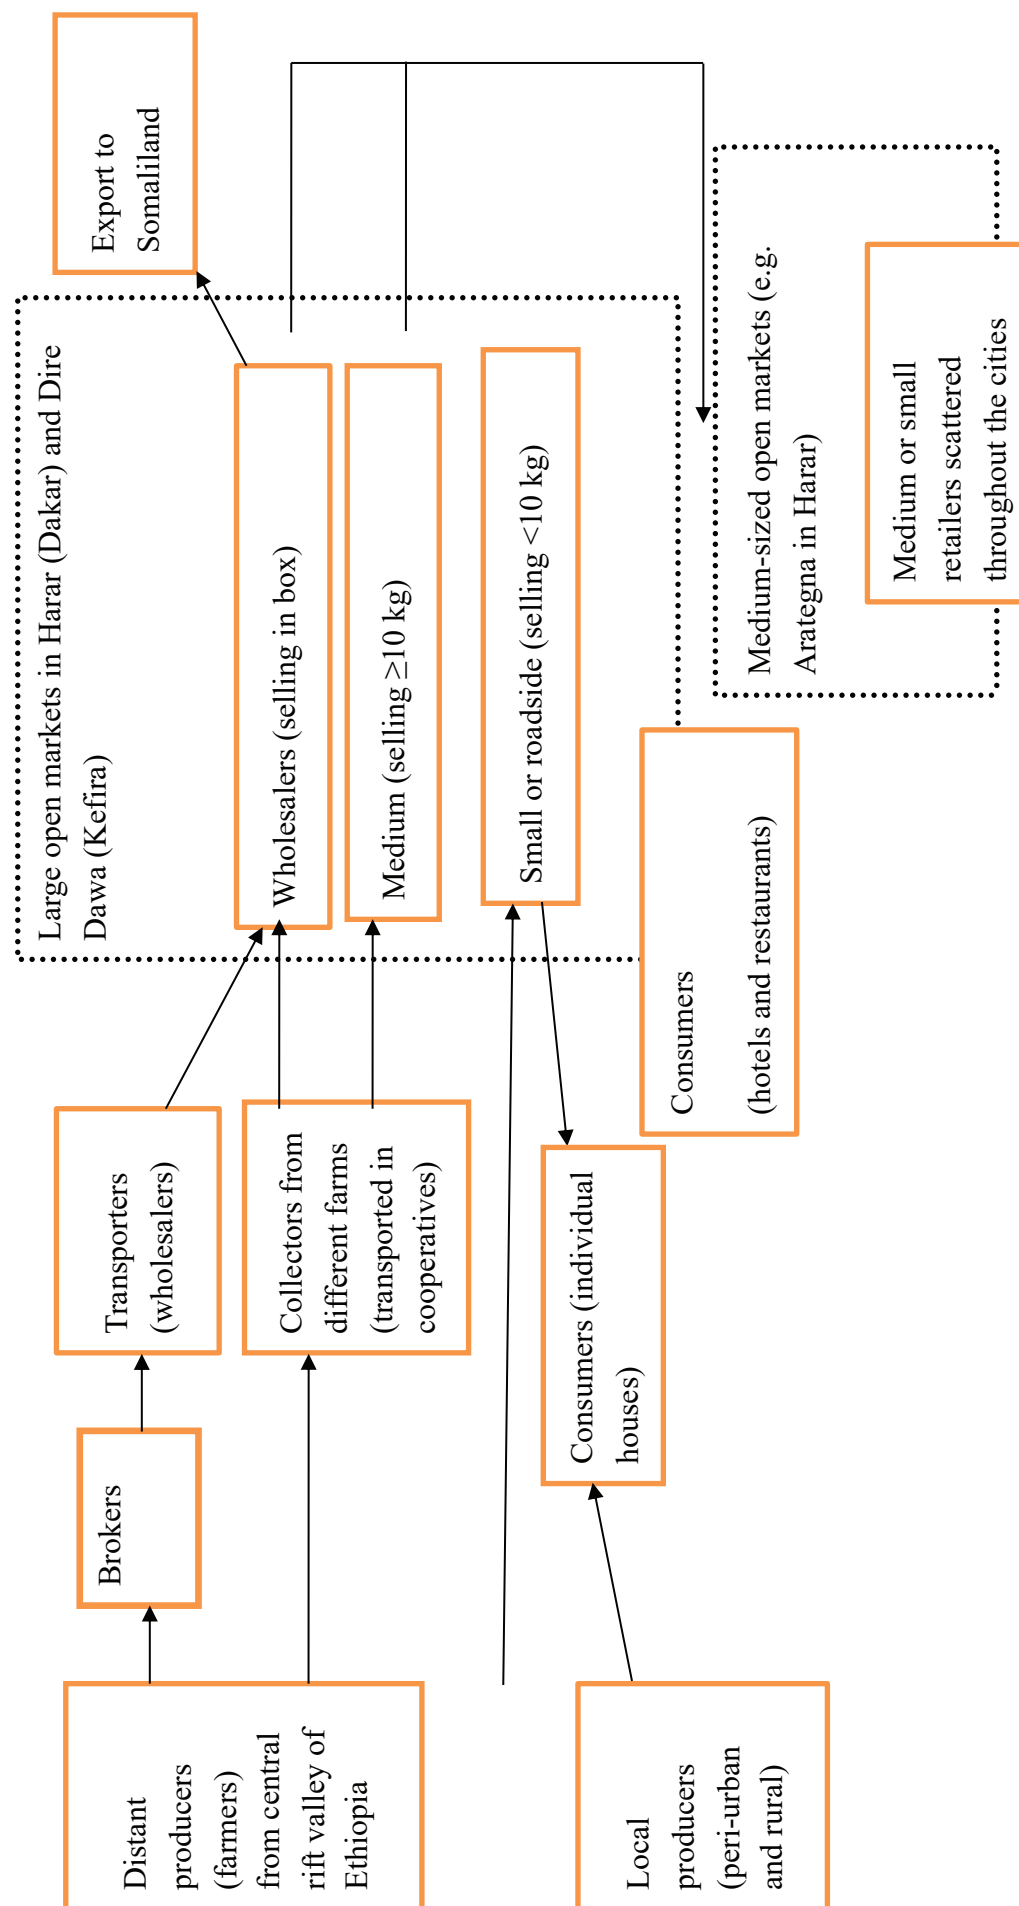 Distant
producers
(farmers)
from central
rift valley of
Ethiopia
Local
producers
(peri-urban
and rural)
Brokers
Transporters
(wholesalers)
Collectors from
different farms
(transported in
cooperatives)
Consumers (individual
houses)
Large open markets in Harar (Dakar) and Dire
Dawa (Kefira)
Wholesalers (selling in box)
Medium (selling ≥10 kg)
Small or roadside (selling <10 kg)
Consumers
(hotels and restaurants)
Export to
Somaliland
Medium-sized open markets (e.g.
Arategna in Harar)
Medium or small
retailers scattered
throughout the cities